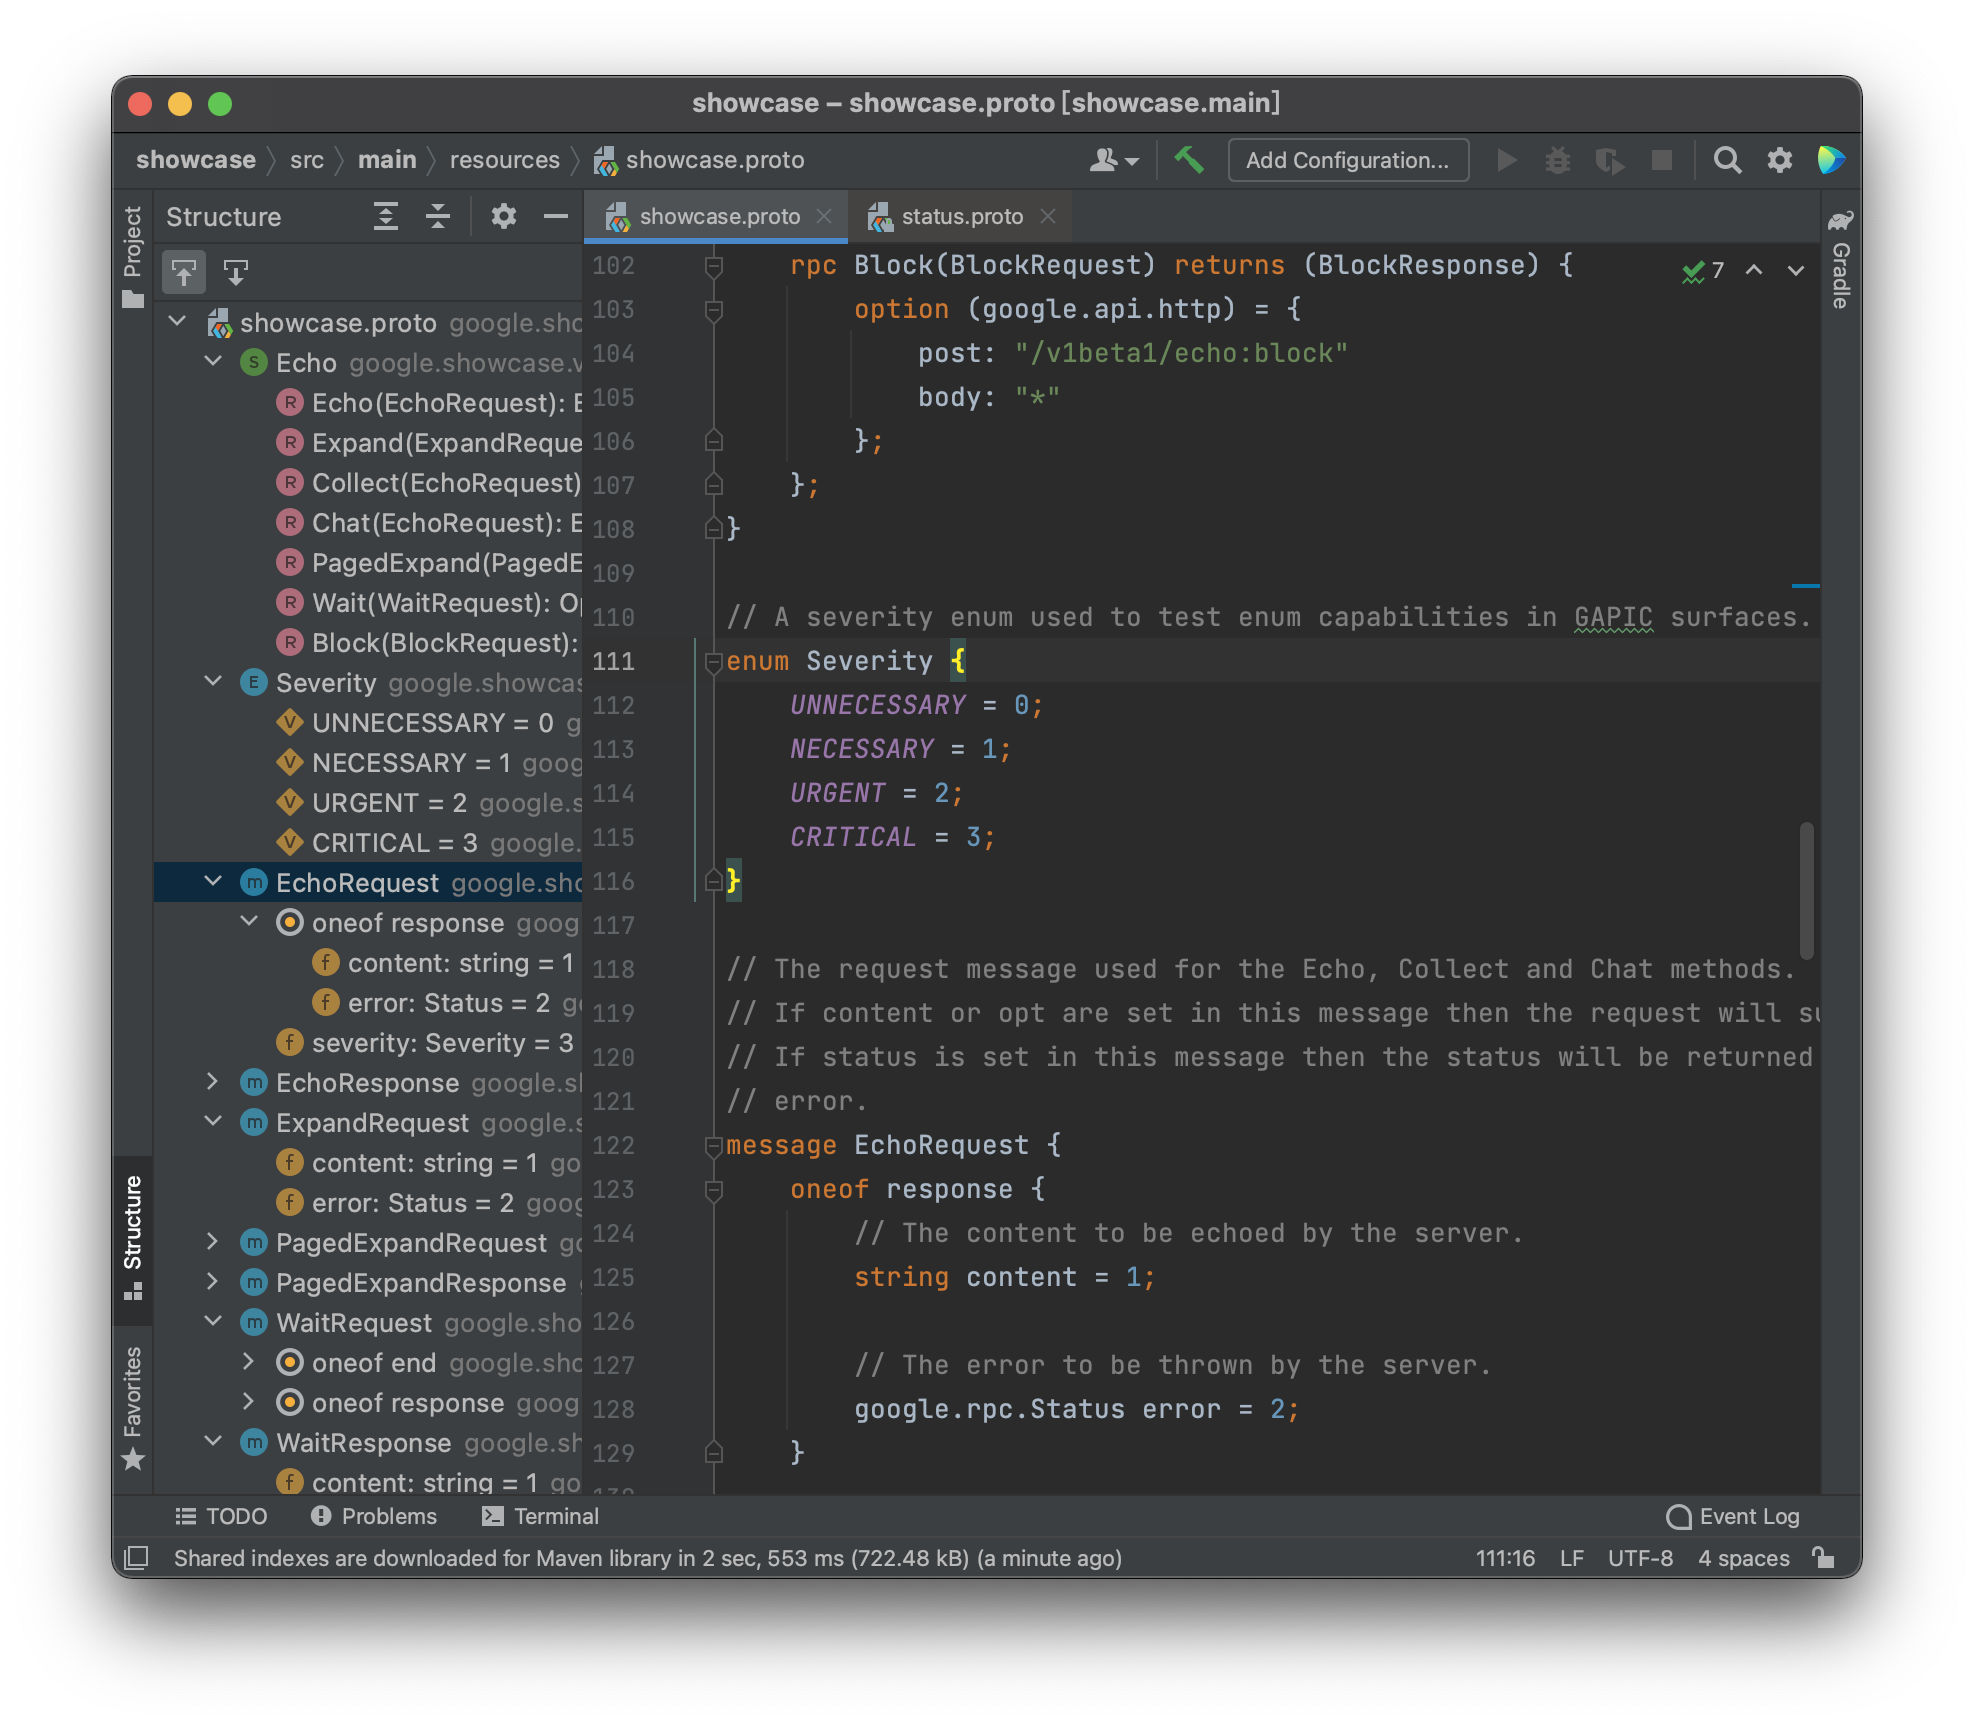 showcase – showcase.proto [showcase.main]
showcase src main resources showcase.proto Add Configuration...
Project
Structure
Favorites
Structure
showcase.proto google.sho
Echo google.showcase.v
Echo(EchoRequest): E
Expand(ExpandReque
Collect(EchoRequest)
Chat(EchoRequest): E
PagedExpand(PagedE
Wait(WaitRequest): Op
Block(BlockRequest):
Severity google.showcas
UNNECESSARY = 0 g
NECESSARY = 1 goog
URGENT = 2 google.s
CRITICAL = 3 google.
EchoRequest google.sho
oneof response goog
content: string = 1
error: Status = 2 go
severity: Severity = 3
EchoResponse google.sh
ExpandRequest google.s
content: string = 1 go
error: Status = 2 goog
PagedExpandRequest go
PagedExpandResponse
WaitRequest google.sho
oneof end google.sho
oneof response goog
WaitResponse google.sh
content: string = 1 go
showcase.proto status.proto
7
102 rpc Block(BlockRequest) returns (BlockResponse) {
103 option (google.api.http) = {
104 post: "/v1beta1/echo:block"
105 body: "*"
106 };
107 };
108 }
109
110 // A severity enum used to test enum capabilities in GAPIC surfaces.
111 enum Severity {
112 UNNECESSARY = 0;
113 NECESSARY = 1;
114 URGENT = 2;
115 CRITICAL = 3;
116 }
117
118 // The request message used for the Echo, Collect and Chat methods.
119 // If content or opt are set in this message then the request will su
120 // If status is set in this message then the status will be returned
121 // error.
122 message EchoRequest {
123 oneof response {
124 // The content to be echoed by the server.
125 string content = 1;
126
127 // The error to be thrown by the server.
128 google.rpc.Status error = 2;
129 }
Gradle
TODO Problems Terminal Event Log
Shared indexes are downloaded for Maven library in 2 sec, 553 ms (722.48 kB) (a minute ago) 111:16 LF UTF-8 4 spaces